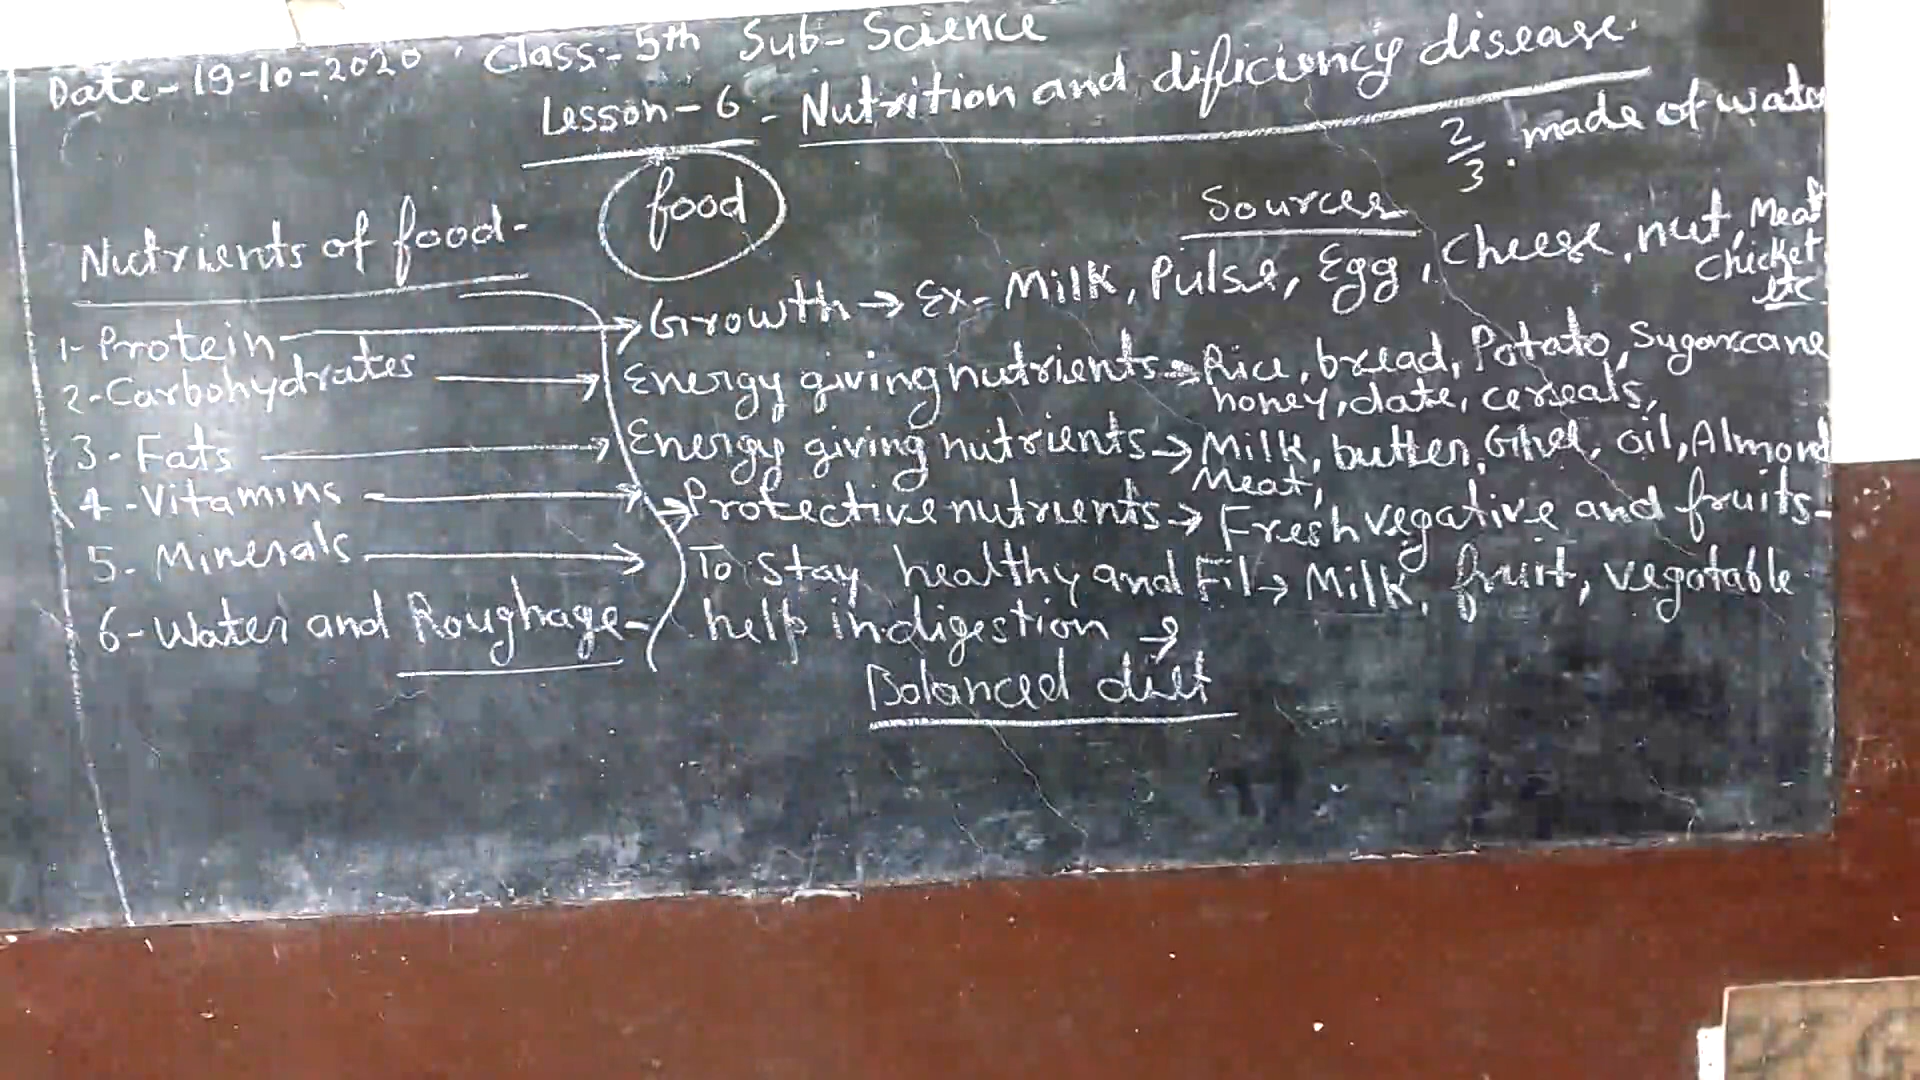 Date-19-10-2020 Class:-5th Sub-Science
Lesson-6- Nutrition and dificiency disease.
2/3. made of water
food
Sources
Nutrients of food-
1-Protein → Growth → Ex- Milk, Pulse, Egg, Cheese, nut, Meat
Chicket
etc.
2-Carbohydrates → Energy giving nutrients → Rice, bread, Potato, Sugarcane
honey, date, cereals,
3-Fats → Energy giving nutrients → Milk, butter, Ghee, oil, Almond
Meat,
4-Vitamins → Protective nutrients → Fresh vegative and fruits-
5-Minerals → To stay healthy and Fil → Milk, fruit, vegatable
6-Water and Roughage- help indigestion →
Balanced diet